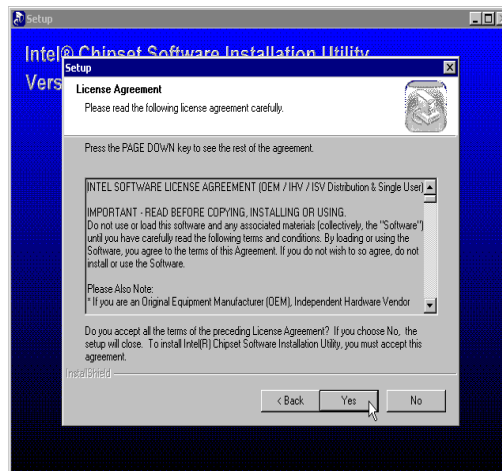 Setup
Intel® Chipset Software Installation Utility
Vers
Setup
License Agreement
Please read the following license agreement carefully.
Press the PAGE DOWN key to see the rest of the agreement.
INTEL SOFTWARE LICENSE AGREEMENT (OEM / IHV / ISV Distribution & Single User)
IMPORTANT - READ BEFORE COPYING, INSTALLING OR USING.
Do not use or load this software and any associated materials (collectively, the "Software")
until you have carefully read the following terms and conditions. By loading or using the
Software, you agree to the terms of this Agreement. If you do not wish to so agree, do not
install or use the Software.
Please Also Note:
* If you are an Original Equipment Manufacturer (OEM), Independent Hardware Vendor
Do you accept all the terms of the preceding License Agreement? If you choose No, the
setup will close. To install Intel(R) Chipset Software Installation Utility, you must accept this
agreement.
InstallShield
< Back
Yes
No